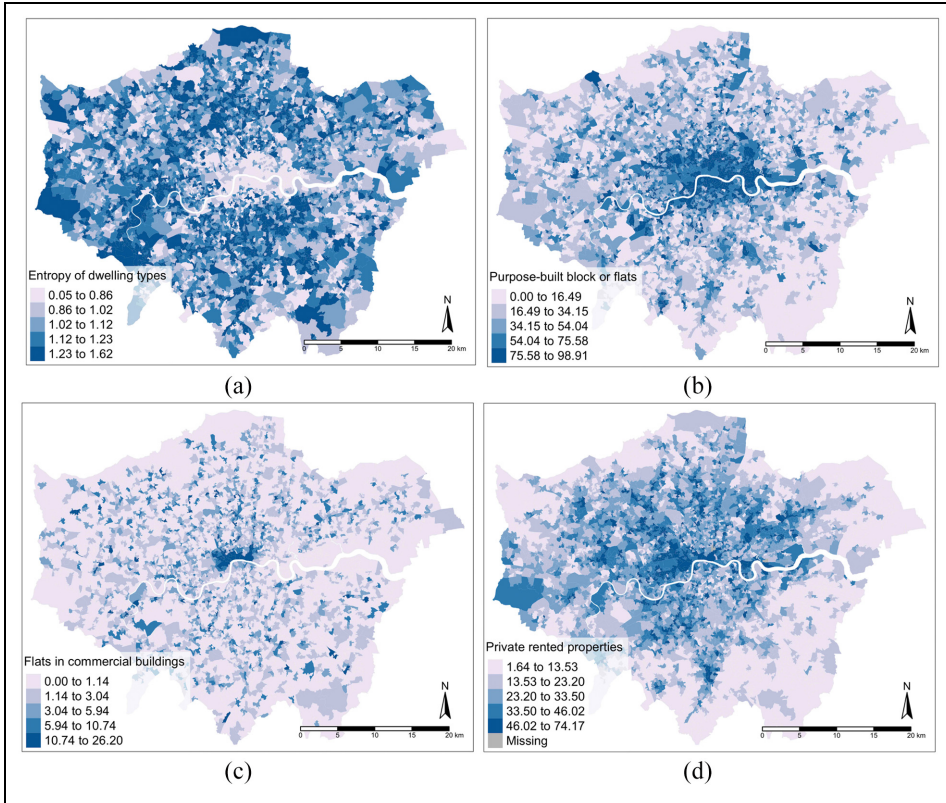 Entropy of dwelling types
0.05 to 0.86
0.86 to 1.02
1.02 to 1.12
1.12 to 1.23
1.23 to 1.62
N
0 5 10 15 20 km
(a)
Purpose-built block or flats
0.00 to 16.49
16.49 to 34.15
34.15 to 54.04
54.04 to 75.58
75.58 to 98.91
N
0 5 10 15 20 km
(b)
Flats in commercial buildings
0.00 to 1.14
1.14 to 3.04
3.04 to 5.94
5.94 to 10.74
10.74 to 26.20
N
0 5 10 15 20 km
(c)
Private rented properties
1.64 to 13.53
13.53 to 23.20
23.20 to 33.50
33.50 to 46.02
46.02 to 74.17
Missing
N
0 5 10 15 20 km
(d)